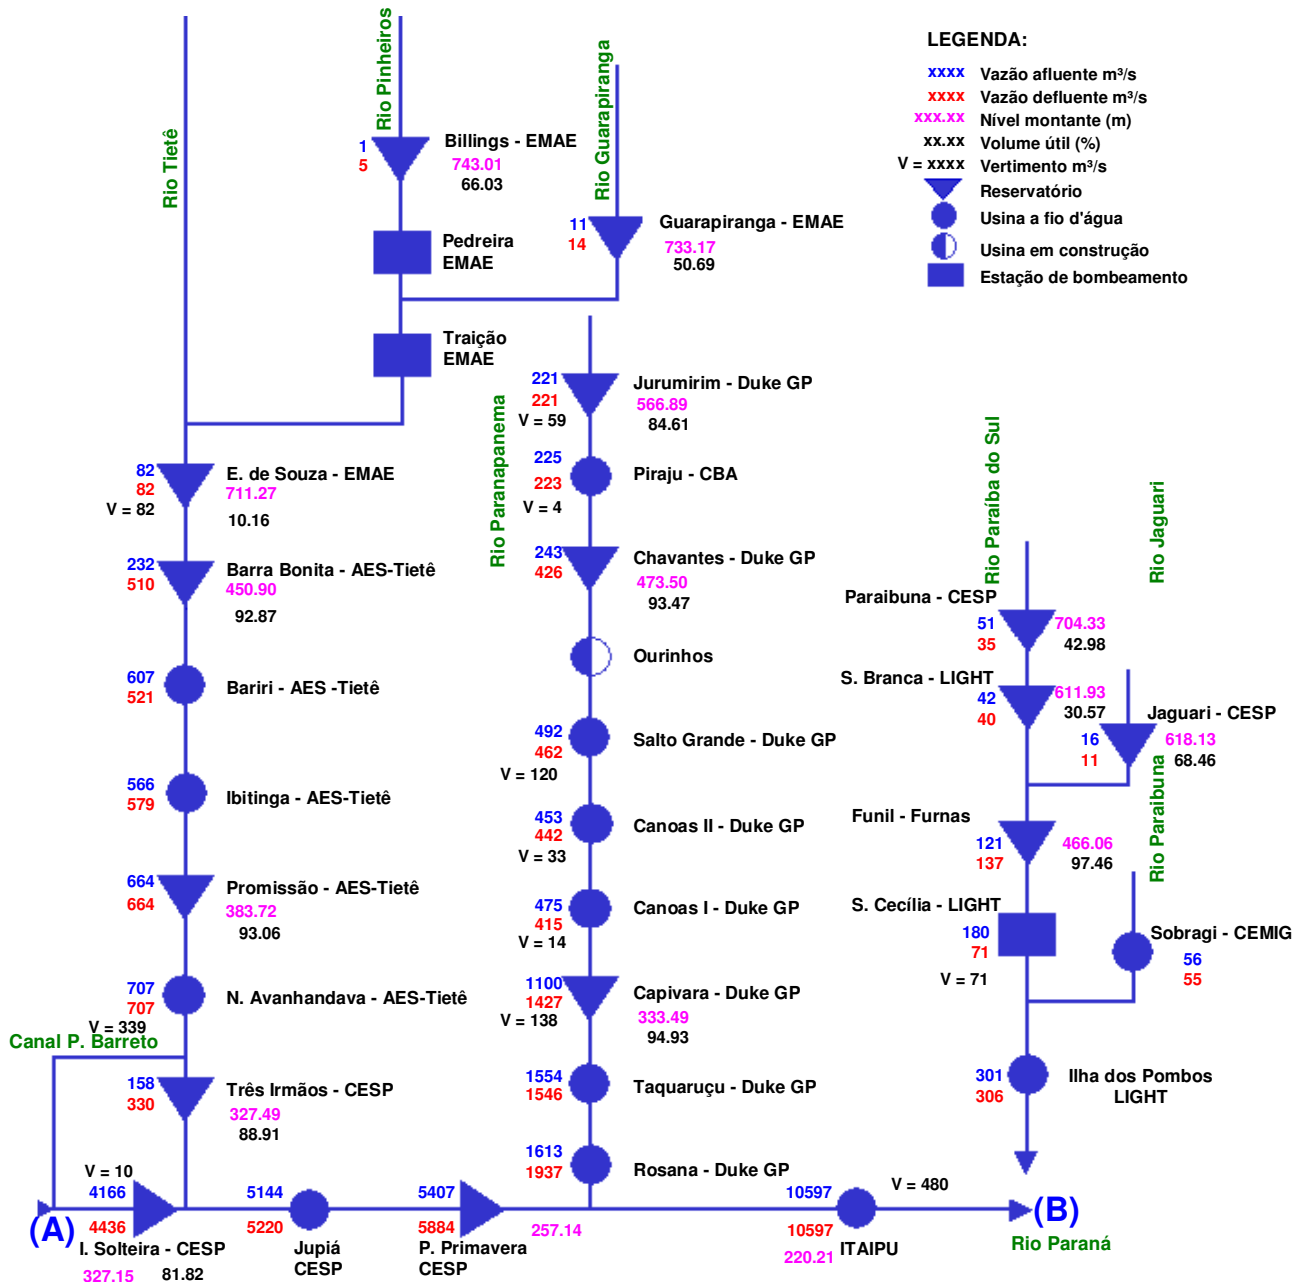 LEGENDA:
xxxx Vazão afluente m³/s
xxxx Vazão defluente m³/s
xxx.xx Nível montante (m)
xx.xx Volume útil (%)
V = xxxx Vertimento m³/s
Reservatório
Usina a fio d'água
Usina em construção
Estação de bombeamento
Rio Tietê
Rio Pinheiros
Rio Guarapiranga
1
5
Billings - EMAE
743.01
66.03
Pedreira
EMAE
11
14
Guarapiranga - EMAE
733.17
50.69
Traição
EMAE
82
82
V = 82
E. de Souza - EMAE
711.27
10.16
232
510
Barra Bonita - AES-Tietê
450.90
92.87
607
521
Bariri - AES -Tietê
566
579
Ibitinga - AES-Tietê
664
664
Promissão - AES-Tietê
383.72
93.06
707
707
V = 339
N. Avanhandava - AES-Tietê
Canal P. Barreto
158
330
Três Irmãos - CESP
327.49
88.91
Rio Paranapanema
221
221
V = 59
Jurumirim - Duke GP
566.89
84.61
225
223
V = 4
Piraju - CBA
243
426
Chavantes - Duke GP
473.50
93.47
Ourinhos
492
462
V = 120
Salto Grande - Duke GP
453
442
V = 33
Canoas II - Duke GP
475
415
V = 14
Canoas I - Duke GP
1100
1427
V = 138
Capivara - Duke GP
333.49
94.93
1554
1546
Taquaruçu - Duke GP
1613
1937
Rosana - Duke GP
Rio Paraíba do Sul
Rio Jaguari
Paraibuna - CESP
51
35
704.33
42.98
S. Branca - LIGHT
42
40
611.93
30.57
Jaguari - CESP
16
11
618.13
68.46
Rio Paraibuna
Funil - Furnas
121
137
466.06
97.46
S. Cecília - LIGHT
180
71
V = 71
Sobragi - CEMIG
56
55
301
306
Ilha dos Pombos
LIGHT
(A)
V = 10
4166
4436
I. Solteira - CESP
327.15 81.82
5144
5220
Jupiá
CESP
5407
5884
P. Primavera
CESP
257.14
10597
10597
220.21
ITAIPU
V = 480
(B)
Rio Paraná